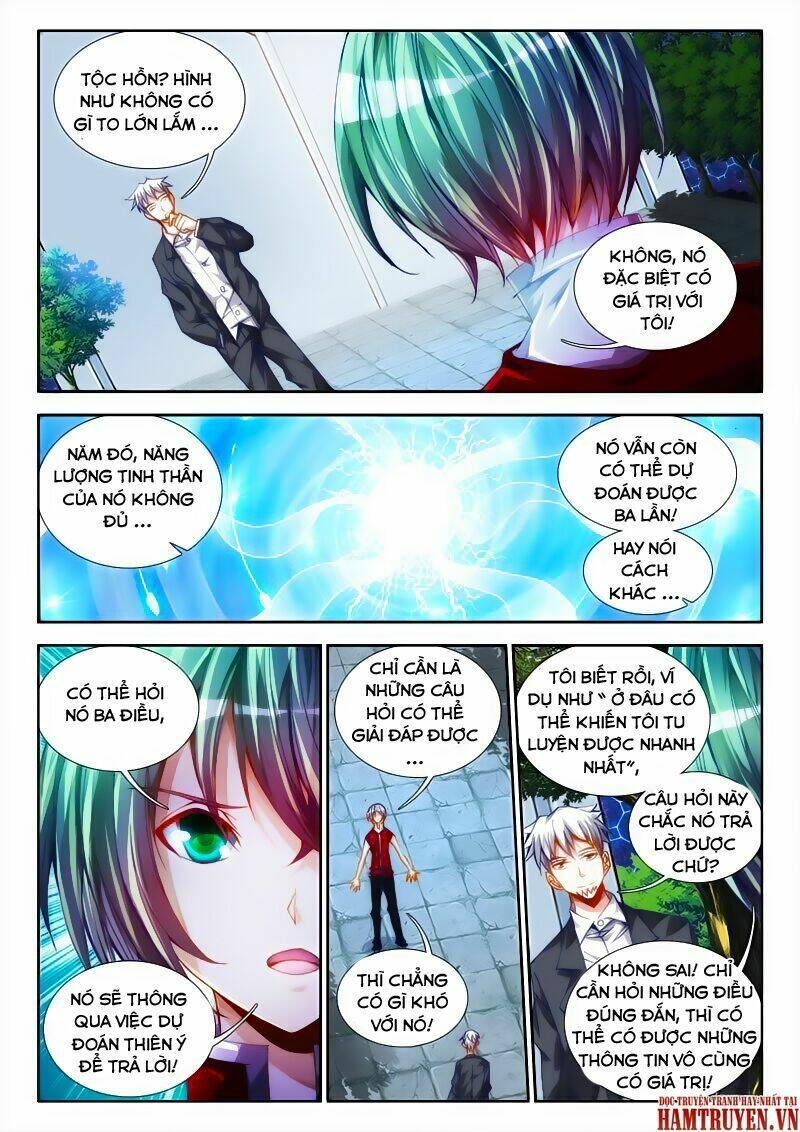 TỘC HỒN? HÌNH
NHƯ KHÔNG CÓ
GÌ TO LỚN LẮM ...
KHÔNG, NÓ
ĐẶC BIỆT CÓ
GIÁ TRỊ VỚI
TÔI!
NĂM ĐÓ, NĂNG
LƯỢNG TINH THẦN
CỦA NÓ KHÔNG
ĐỦ ...
NÓ VẪN CÒN
CÓ THỂ DỰ
ĐOÁN ĐƯỢC
BA LẦN!
HAY NÓI
CÁCH
KHÁC ...
CÓ THỂ HỎI
NÓ BA ĐIỀU,
NÓ SẼ THÔNG
QUA VIỆC DỰ
ĐOÁN THIÊN Ý
ĐỂ TRẢ LỜI!
CHỈ CẦN LÀ
NHỮNG CÂU
HỎI CÓ THỂ
GIẢI ĐÁP ĐƯỢC
...
THÌ CHẲNG
CÓ GÌ KHÓ
VỚI NÓ!
TÔI BIẾT RỒI, VÍ
DỤ NHƯ " Ở ĐÂU CÓ
THỂ KHIẾN TÔI TU
LUYỆN ĐƯỢC NHANH
NHẤT",
CÂU HỎI NÀY
CHẮC NÓ TRẢ
LỜI ĐƯỢC
CHỨ?
KHÔNG SAI! CHỈ
CẦN HỎI NHỮNG ĐIỀU
ĐÚNG ĐẮN, THÌ CÓ
THỂ CÓ ĐƯỢC NHỮNG
THÔNG TIN VÔ CÙNG
CÓ GIÁ TRỊ!
ĐỌC TRUYỆN TRANH HAY NHẤT TẠI
HAMTRUYEN.VN